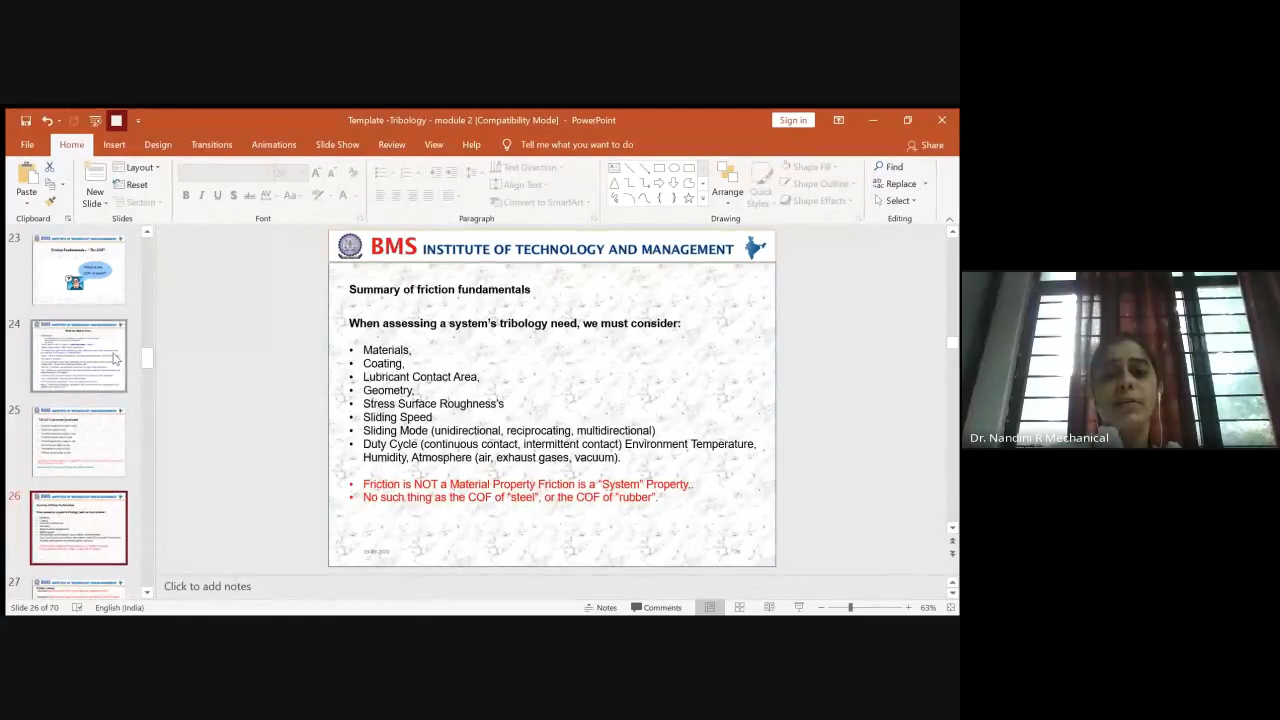 Template -Tribology - module 2 [Compatibility Mode] - PowerPoint
Sign in
File Home Insert Design Transitions Animations Slide Show Review View Help Tell me what you want to do
Share
Paste
New
Slide
Layout
Reset
Section
Text Direction
Align Text
Convert to SmartArt
Arrange
Quick
Styles
Shape Fill
Shape Outline
Shape Effects
Find
Replace
Select
Clipboard Slides Font Paragraph Drawing Editing
23
24
25
26
27
BMS INSTITUTE OF TECHNOLOGY AND MANAGEMENT
Summary of friction fundamentals
When assessing a system tribology need, we must consider:
• Materials,
• Coating,
• Lubricant Contact Area
• Geometry,
• Stress Surface Roughness's
• Sliding Speed
• Sliding Mode (unidirectional, reciprocating, multidirectional)
• Duty Cycle (continuous contact, intermittent contact) Environment Temperature,
– Humidity, Atmosphere (air, exhaust gases, vacuum).
• Friction is NOT a Material Property Friction is a "System" Property..
• No such thing as the COF of "steel", or the COF of "rubber".
Click to add notes
Slide 26 of 70 English (India) Notes Comments 63%
Dr. Nandini R Mechanical